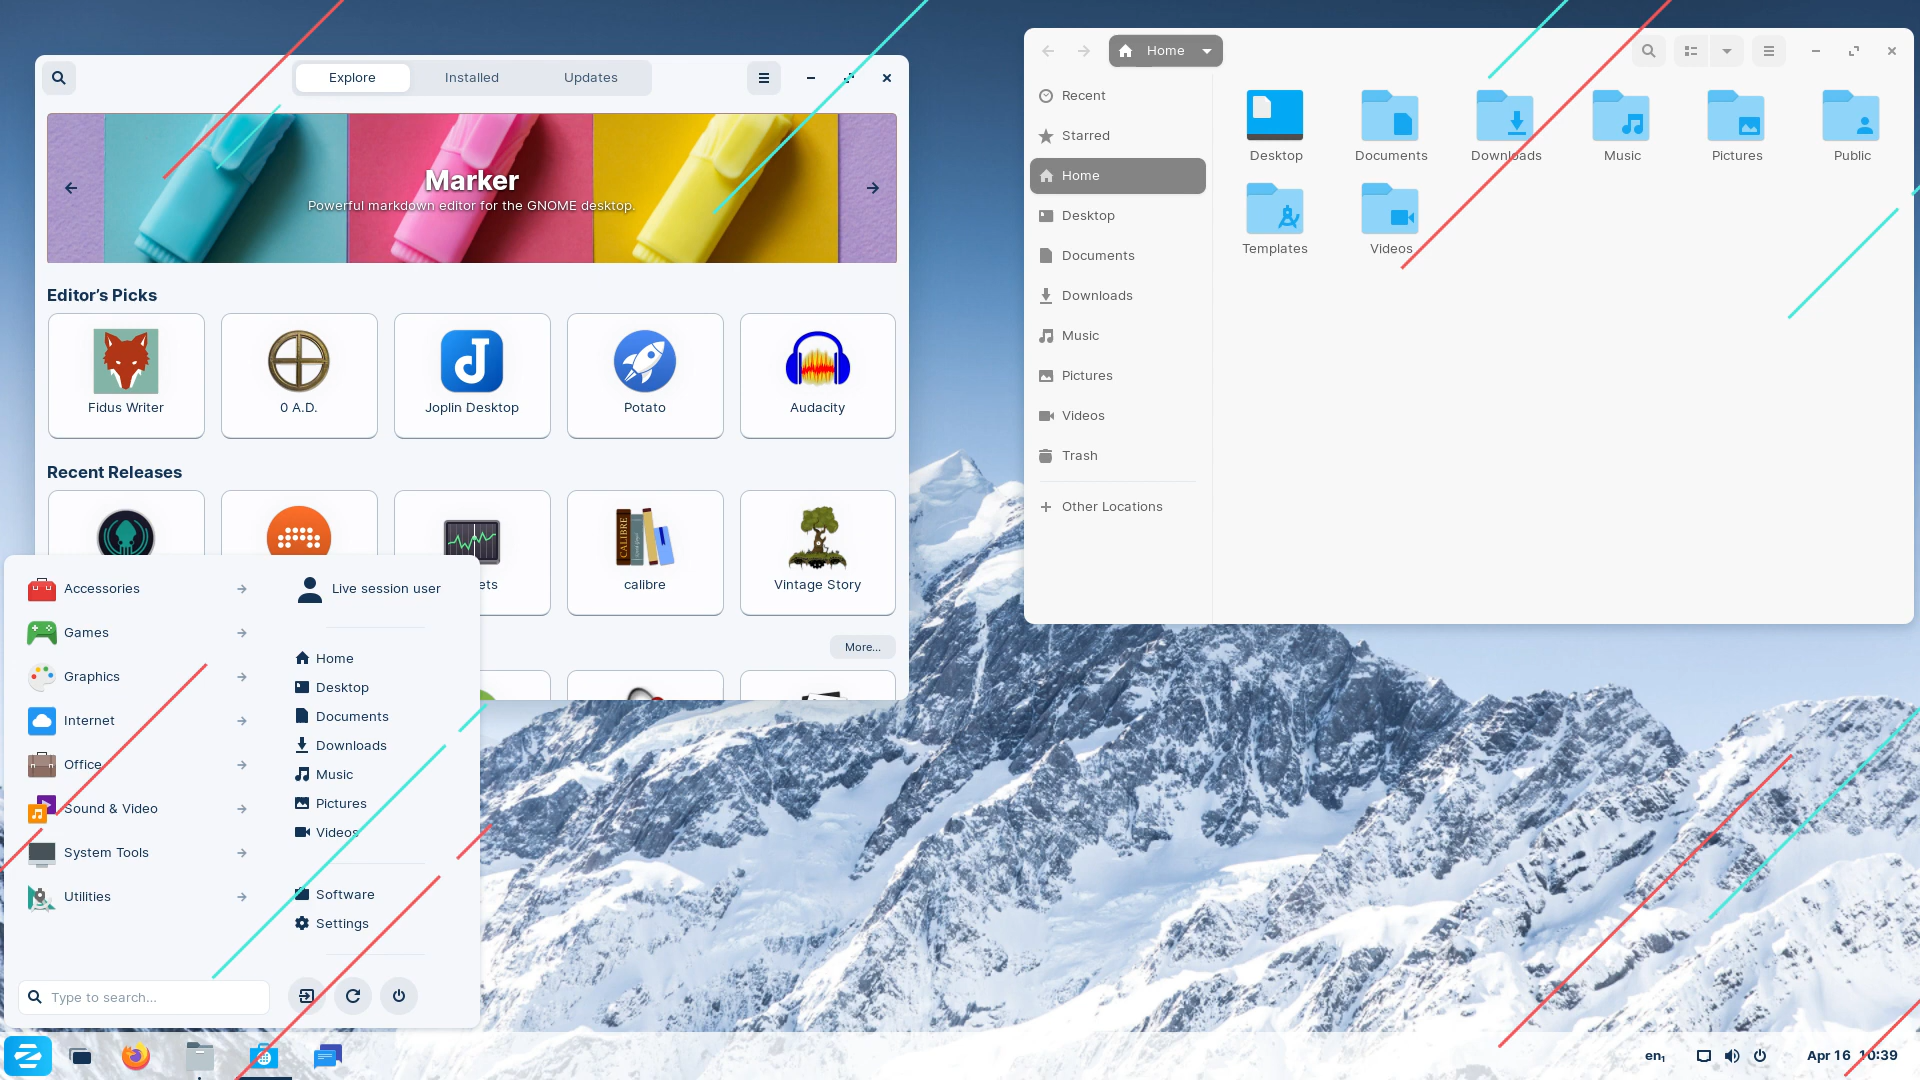 Explore
Installed
Updates
Marker
Powerful markdown editor for the GNOME desktop.
Editor’s Picks
Fidus Writer
0 A.D.
Joplin Desktop
Potato
Audacity
Recent Releases
CALIBRE
ets
calibre
Vintage Story
More...
Home
Recent
Starred
Home
Desktop
Documents
Downloads
Music
Pictures
Videos
Trash
Other Locations
Desktop
Documents
Downloads
Music
Pictures
Public
Templates
Videos
Accessories
Games
Graphics
Internet
Office
Sound & Video
System Tools
Utilities
Type to search...
Live session user
Home
Desktop
Documents
Downloads
Music
Pictures
Videos
Software
Settings
en₁
Apr 16 10:39